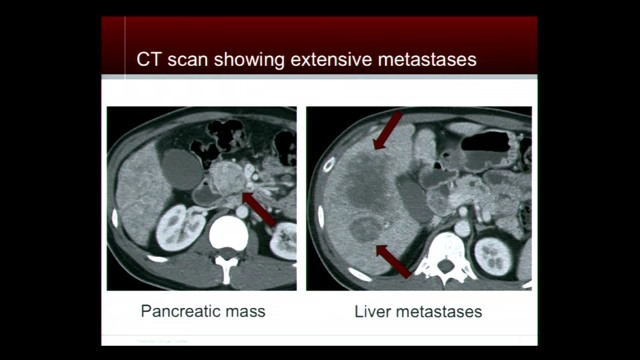 CT scan showing extensive metastases
Pancreatic mass
Liver metastases